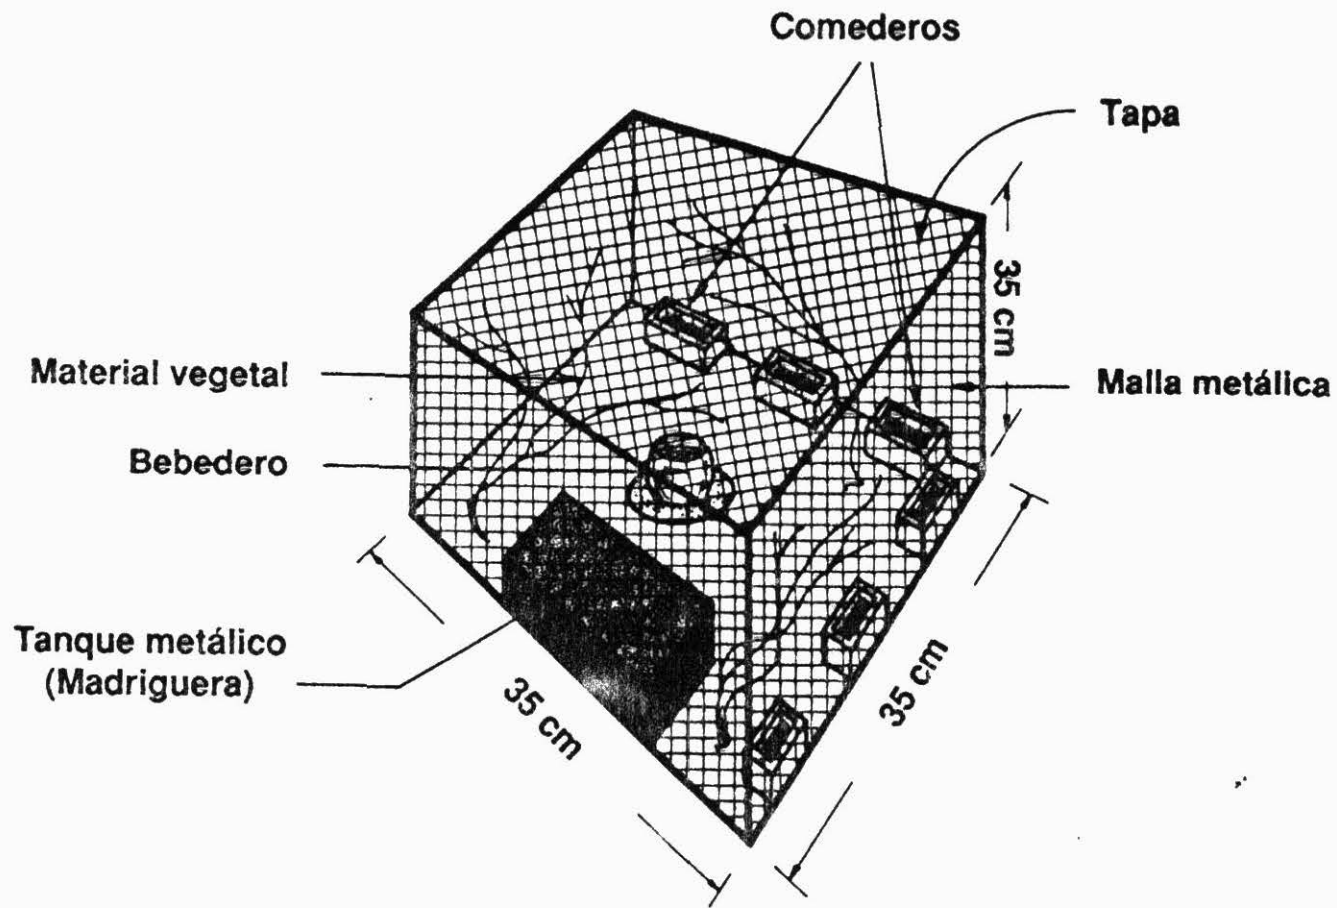 Comederos
Tapa
35 cm
Material vegetal
Malla metálica
Bebedero
Tanque metálico
(Madriguera)
35 cm
35 cm